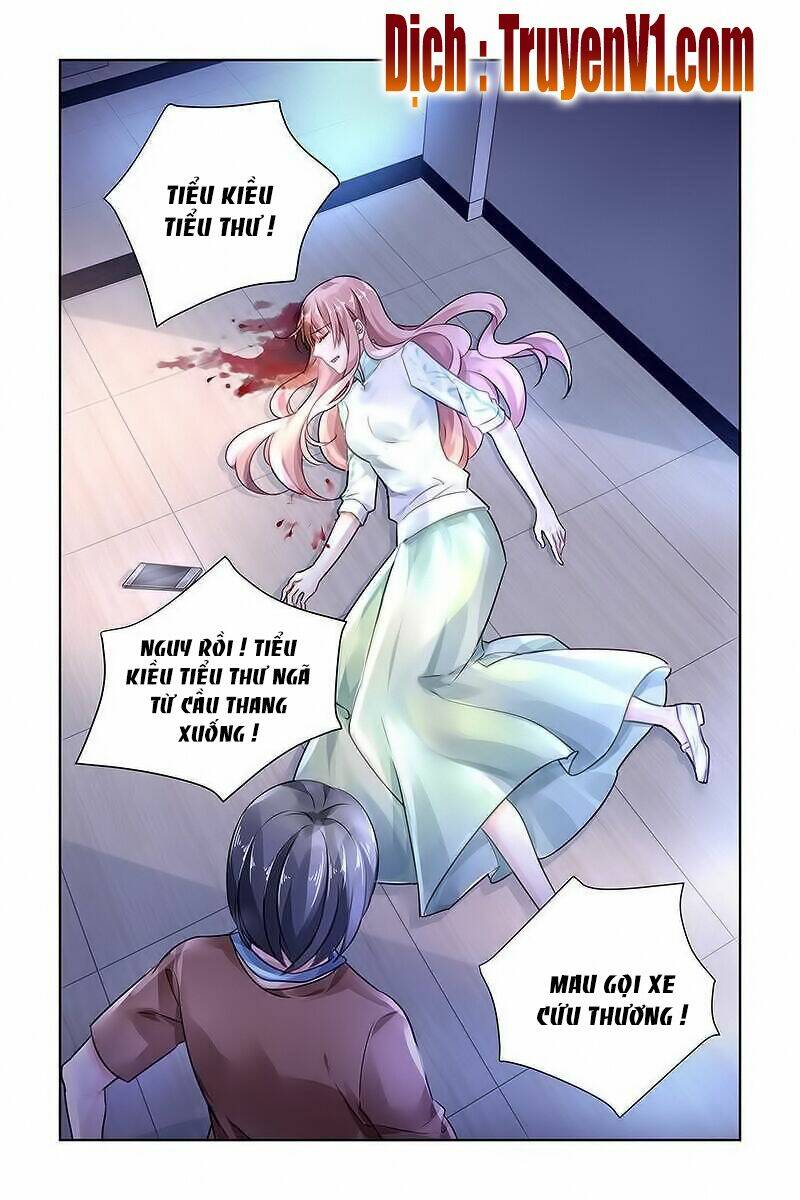 Dịch : TruyenV1.com
TIỂU KIỀU
TIỂU THƯ !
NGUY RỒI ! TIỂU
KIỀU TIỂU THƯ NGÃ
TỪ CẦU THANG
XUỐNG !
MAU GỌI XE
CỨU THƯƠNG !